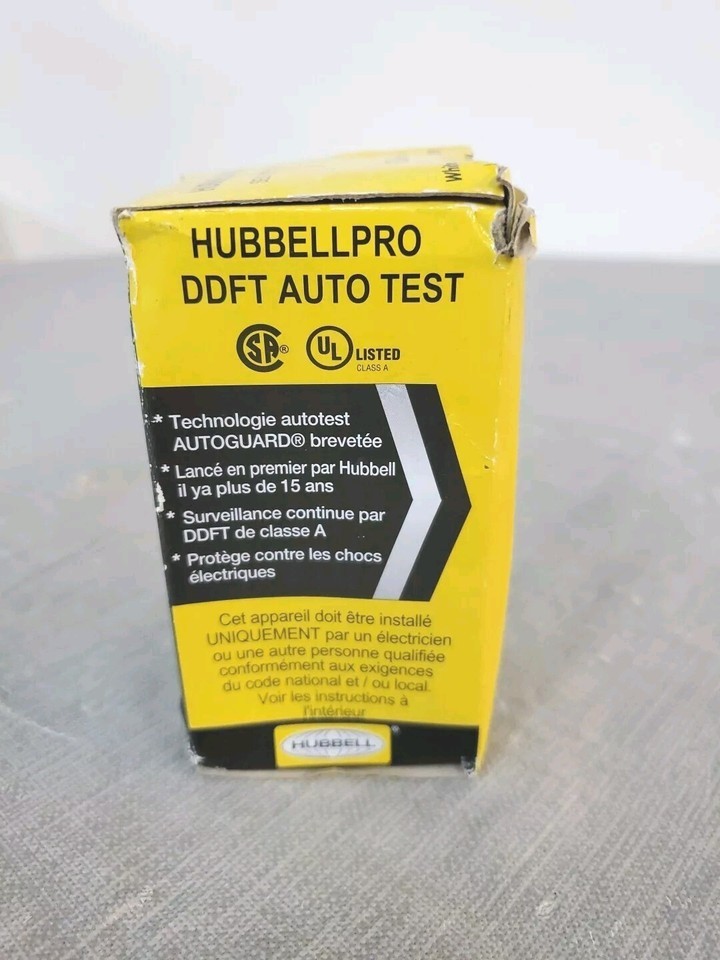 White
HUBBELLPRO
DDFT AUTO TEST
SA®
UL LISTED
CLASS A
* Technologie autotest
AUTOGUARD® brevetée
* Lancé en premier par Hubbell
il ya plus de 15 ans
* Surveillance continue par
DDFT de classe A
* Protège contre les chocs
électriques
Cet appareil doit être installé
UNIQUEMENT par un électricien
ou une autre personne qualifiée
conformément aux exigences
du code national et / ou local.
Voir les instructions à
l'intérieur
HUBBELL®